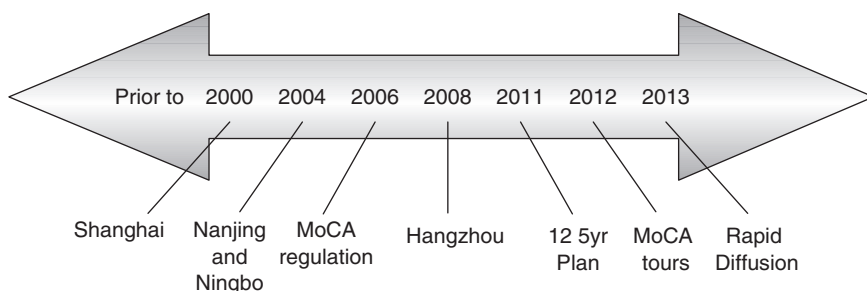 Prior to 2000 2004 2006 2008 2011 2012 2013
Shanghai
Nanjing
and
Ningbo
MoCA
regulation
Hangzhou
12 5yr
Plan
MoCA
tours
Rapid
Diffusion